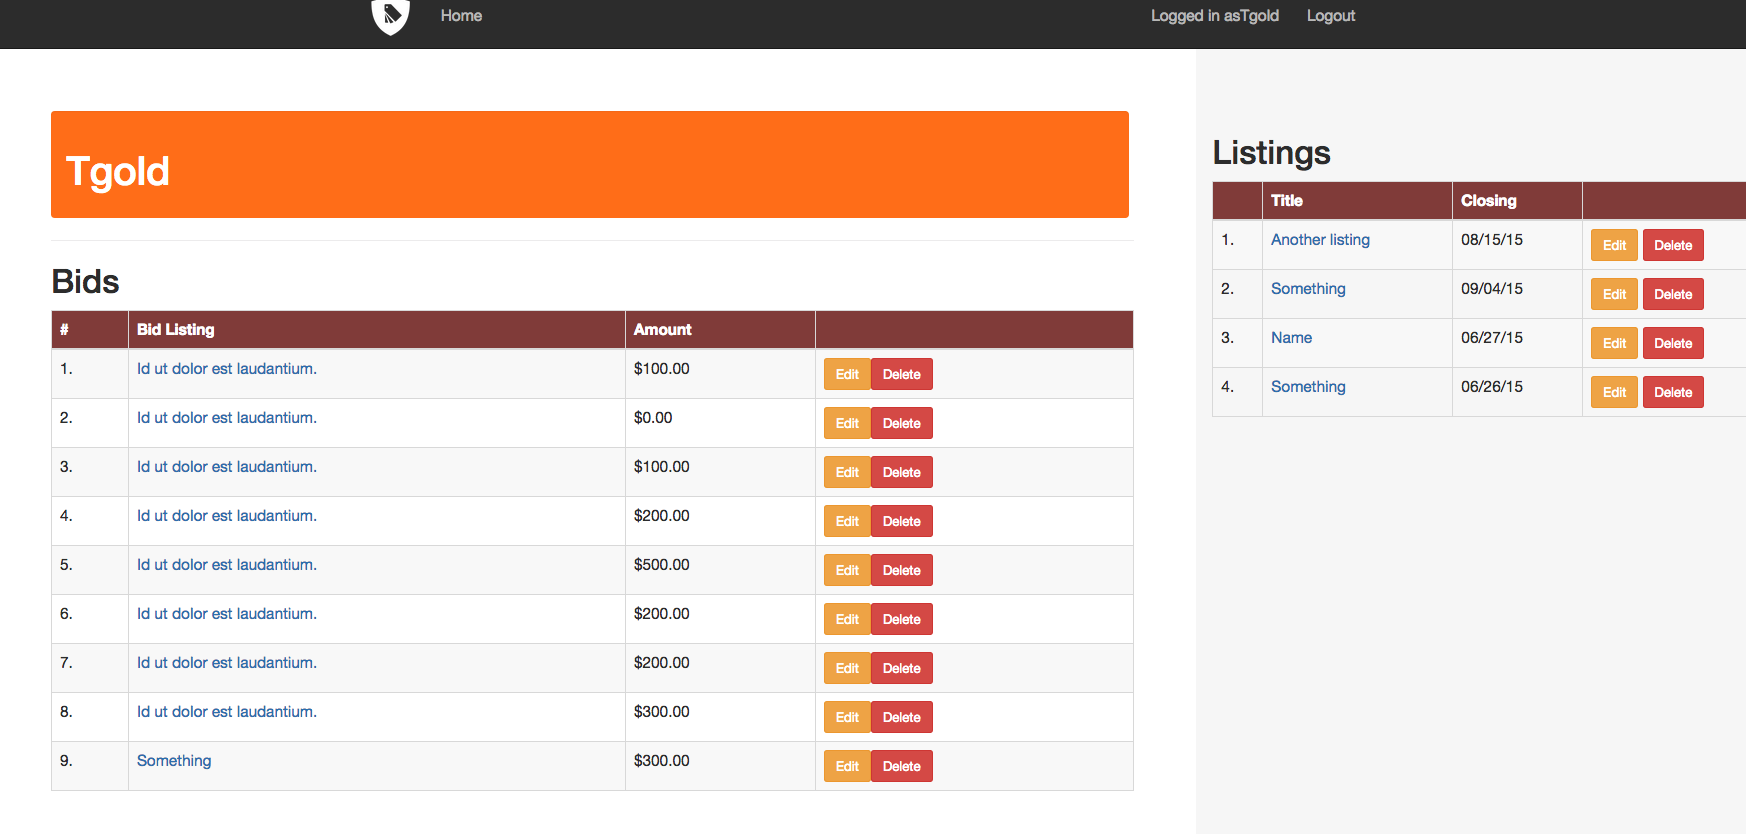 Home
Logged in asTgold Logout
Tgold
Bids
# Bid Listing Amount
1. Id ut dolor est laudantium. $100.00 Edit Delete
2. Id ut dolor est laudantium. $0.00 Edit Delete
3. Id ut dolor est laudantium. $100.00 Edit Delete
4. Id ut dolor est laudantium. $200.00 Edit Delete
5. Id ut dolor est laudantium. $500.00 Edit Delete
6. Id ut dolor est laudantium. $200.00 Edit Delete
7. Id ut dolor est laudantium. $200.00 Edit Delete
8. Id ut dolor est laudantium. $300.00 Edit Delete
9. Something $300.00 Edit Delete
Listings
Title Closing
1. Another listing 08/15/15 Edit Delete
2. Something 09/04/15 Edit Delete
3. Name 06/27/15 Edit Delete
4. Something 06/26/15 Edit Delete